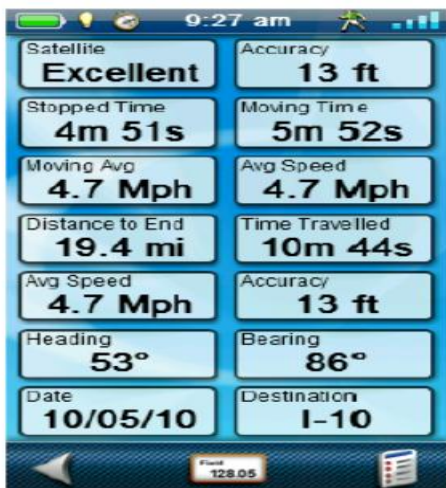 9:27 am
Satellite Accuracy
Excellent 13 ft
Stopped Time Moving Time
4m 51s 5m 52s
Moving Avg Avg Speed
4.7 Mph 4.7 Mph
Distance to End Time Travelled
19.4 mi 10m 44s
Avg Speed Accuracy
4.7 Mph 13 ft
Heading Bearing
53° 86°
Date Destination
10/05/10 I-10
128.05